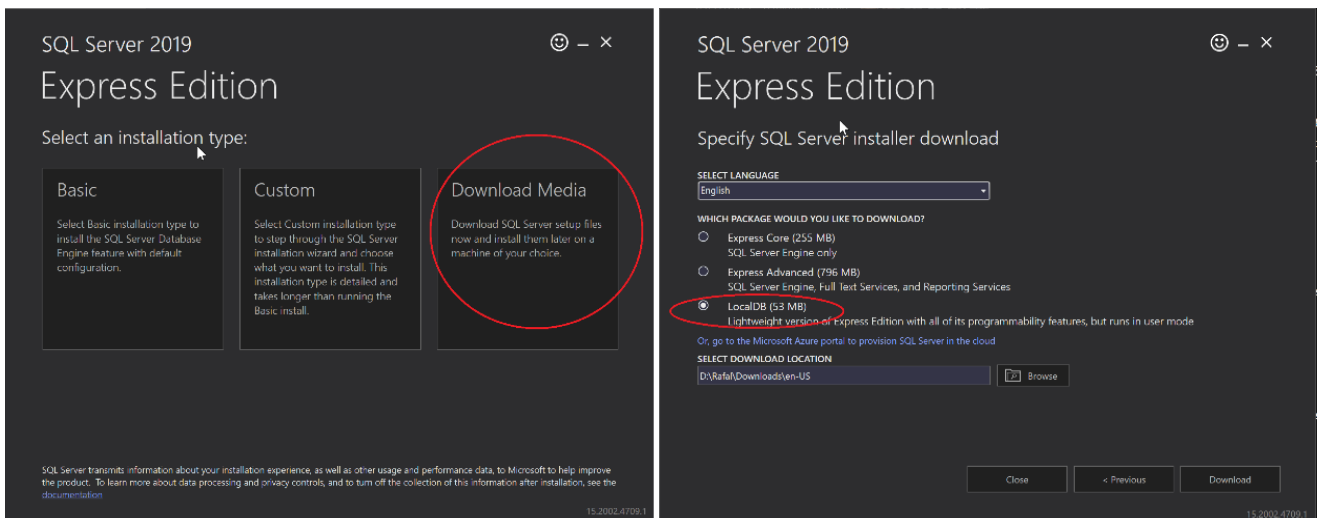 SQL Server 2019
Express Edition
Select an installation type:
Basic
Select Basic installation type to
install the SQL Server Database
Engine feature with default
configuration.
Custom
Select Custom installation type
to step through the SQL Server
installation wizard and choose
what you want to install. This
installation type is detailed and
takes longer than running the
Basic install.
Download Media
Download SQL Server setup files
now and install them later on a
machine of your choice.
SQL Server transmits information about your installation experience, as well as other usage and performance data, to Microsoft to help improve
the product. To learn more about data processing and privacy controls, and to turn off the collection of this information after installation, see the
documentation
15.2002.4709.1
SQL Server 2019
Express Edition
Specify SQL Server installer download
SELECT LANGUAGE
English
WHICH PACKAGE WOULD YOU LIKE TO DOWNLOAD?
Express Core (255 MB)
SQL Server Engine only
Express Advanced (796 MB)
SQL Server Engine, Full Text Services, and Reporting Services
LocalDB (53 MB)
Lightweight version of Express Edition with all of its programmability features, but runs in user mode
Or, go to the Microsoft Azure portal to provision SQL Server in the cloud
SELECT DOWNLOAD LOCATION
D:\Rafal\Downloads\en-US
Browse
Close
< Previous
Download
15.2002.4709.1